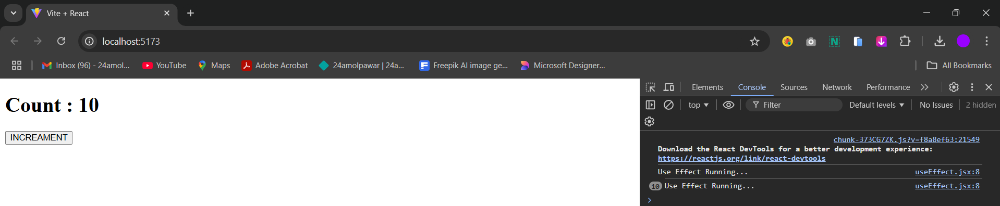 Vite + React
localhost:5173
Inbox (96) - 24amol... YouTube Maps Adobe Acrobat 24amolpawar | 24a... Freepik AI image ge... Microsoft Designer... All Bookmarks
Count : 10
INCREAMENT
Elements Console Sources Network Performance
top Filter Default levels No Issues 2 hidden
chunk-373CG7ZK.js?v=f8a8ef63:21549
Download the React DevTools for a better development experience:
https://reactjs.org/link/react-devtools
Use Effect Running... useEffect.jsx:8
10 Use Effect Running... useEffect.jsx:8